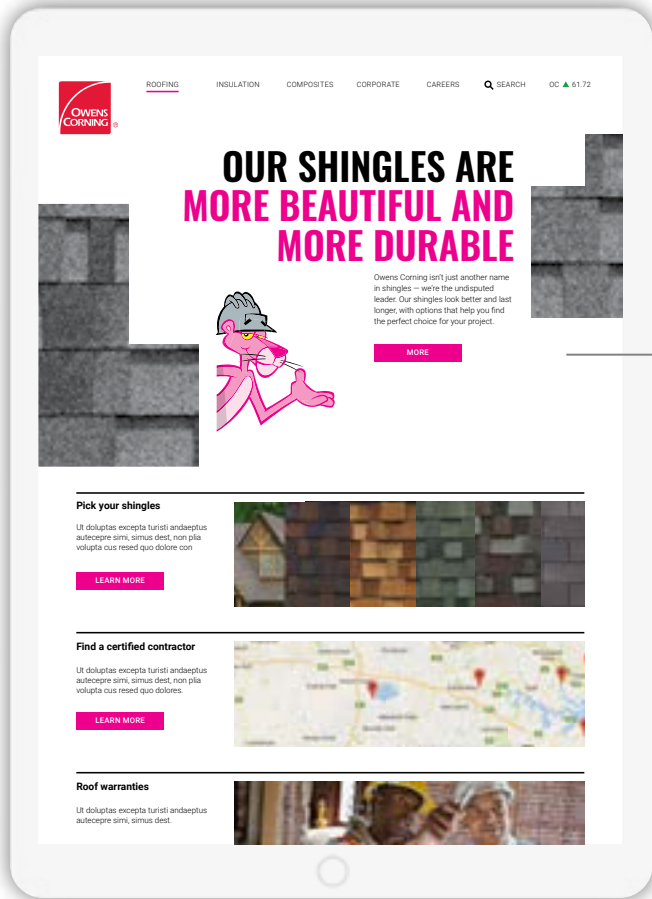 OWENS
CORNING
®
ROOFING INSULATION COMPOSITES CORPORATE CAREERS SEARCH OC ▲ 61.72
OUR SHINGLES ARE
MORE BEAUTIFUL AND
MORE DURABLE
Owens Corning isn't just another name
in shingles — we're the undisputed
leader. Our shingles look better and last
longer, with options that help you find
the perfect choice for your project.
MORE
Pick your shingles
Ut doluptas excepta turisti andaeptus
autecepre simi, simus dest, non plia
volupta cus resed quo dolore con
LEARN MORE
Find a certified contractor
Ut doluptas excepta turisti andaeptus
autecepre simi, simus dest, non plia
volupta cus resed quo dolores.
LEARN MORE
Roof warranties
Ut doluptas excepta turisti andaeptus
autecepre simi, simus dest.